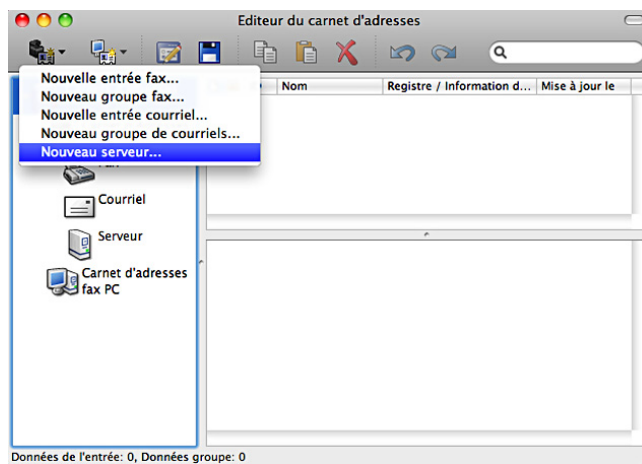 Editeur du carnet d'adresses
Nouvelle entrée fax...
Nouveau groupe fax...
Nouvelle entrée courriel...
Nouveau groupe de courriels...
Nouveau serveur...
Nom
Registre / Information d...
Mise à jour le
Fax
Courriel
Serveur
Carnet d'adresses
fax PC
Données de l'entrée: 0, Données groupe: 0